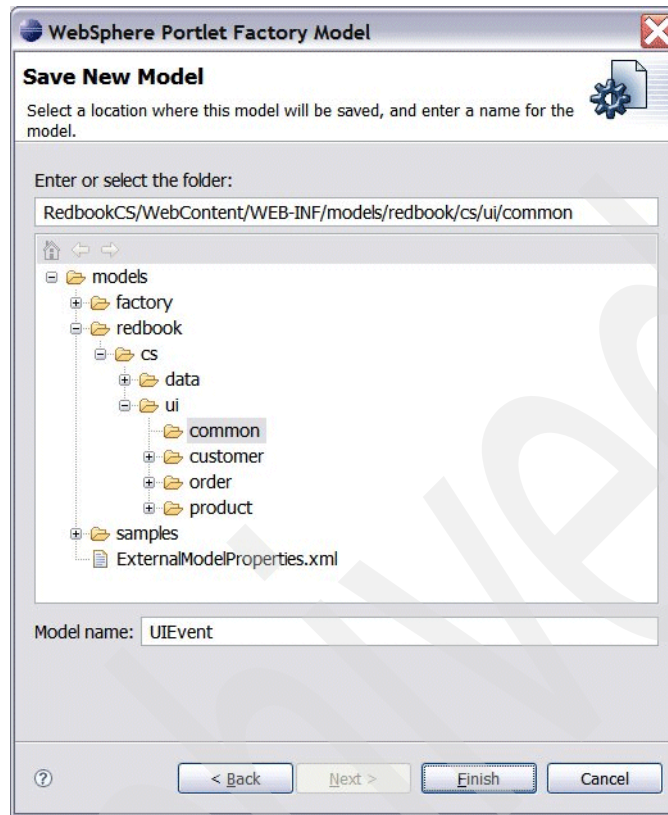 WebSphere Portlet Factory Model
Save New Model
Select a location where this model will be saved, and enter a name for the
model.
Enter or select the folder:
RedbookCS/WebContent/WEB-INF/models/redbook/cs/ui/common
models
factory
redbook
cs
data
ui
common
customer
order
product
samples
ExternalModelProperties.xml
Model name: UIEvent
? < Back Next > Finish Cancel